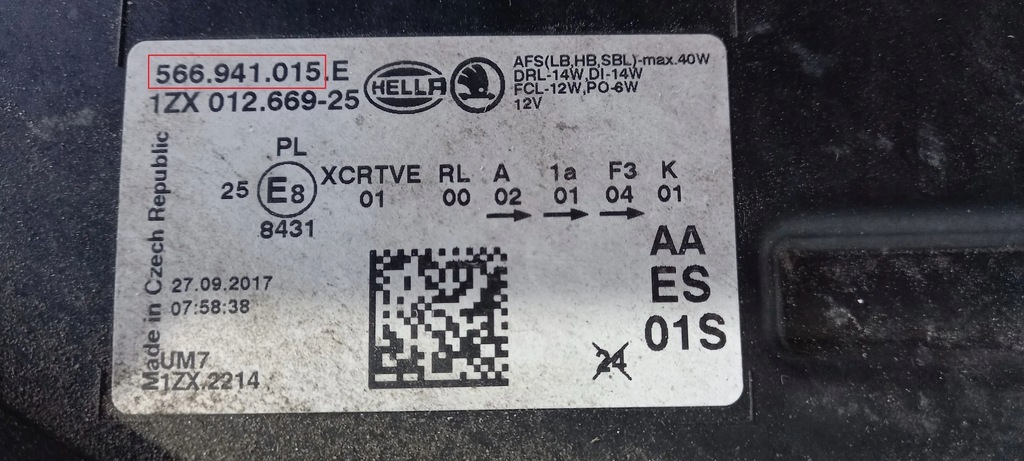 566.941.015.E
1ZX 012.669-25
HELLA
AFS(LB,HB,SBL)-max.40W
DRL-14W,DI-14W
FCL-12W,PO-6W
12V
Made in Czech Republic
PL
25 E8 XCRTVE RL A 1a F3 K
01 00 02 01 04 01
8431
27.09.2017
07:58:38
UM7
1ZX.2214
AA
ES
01S
24